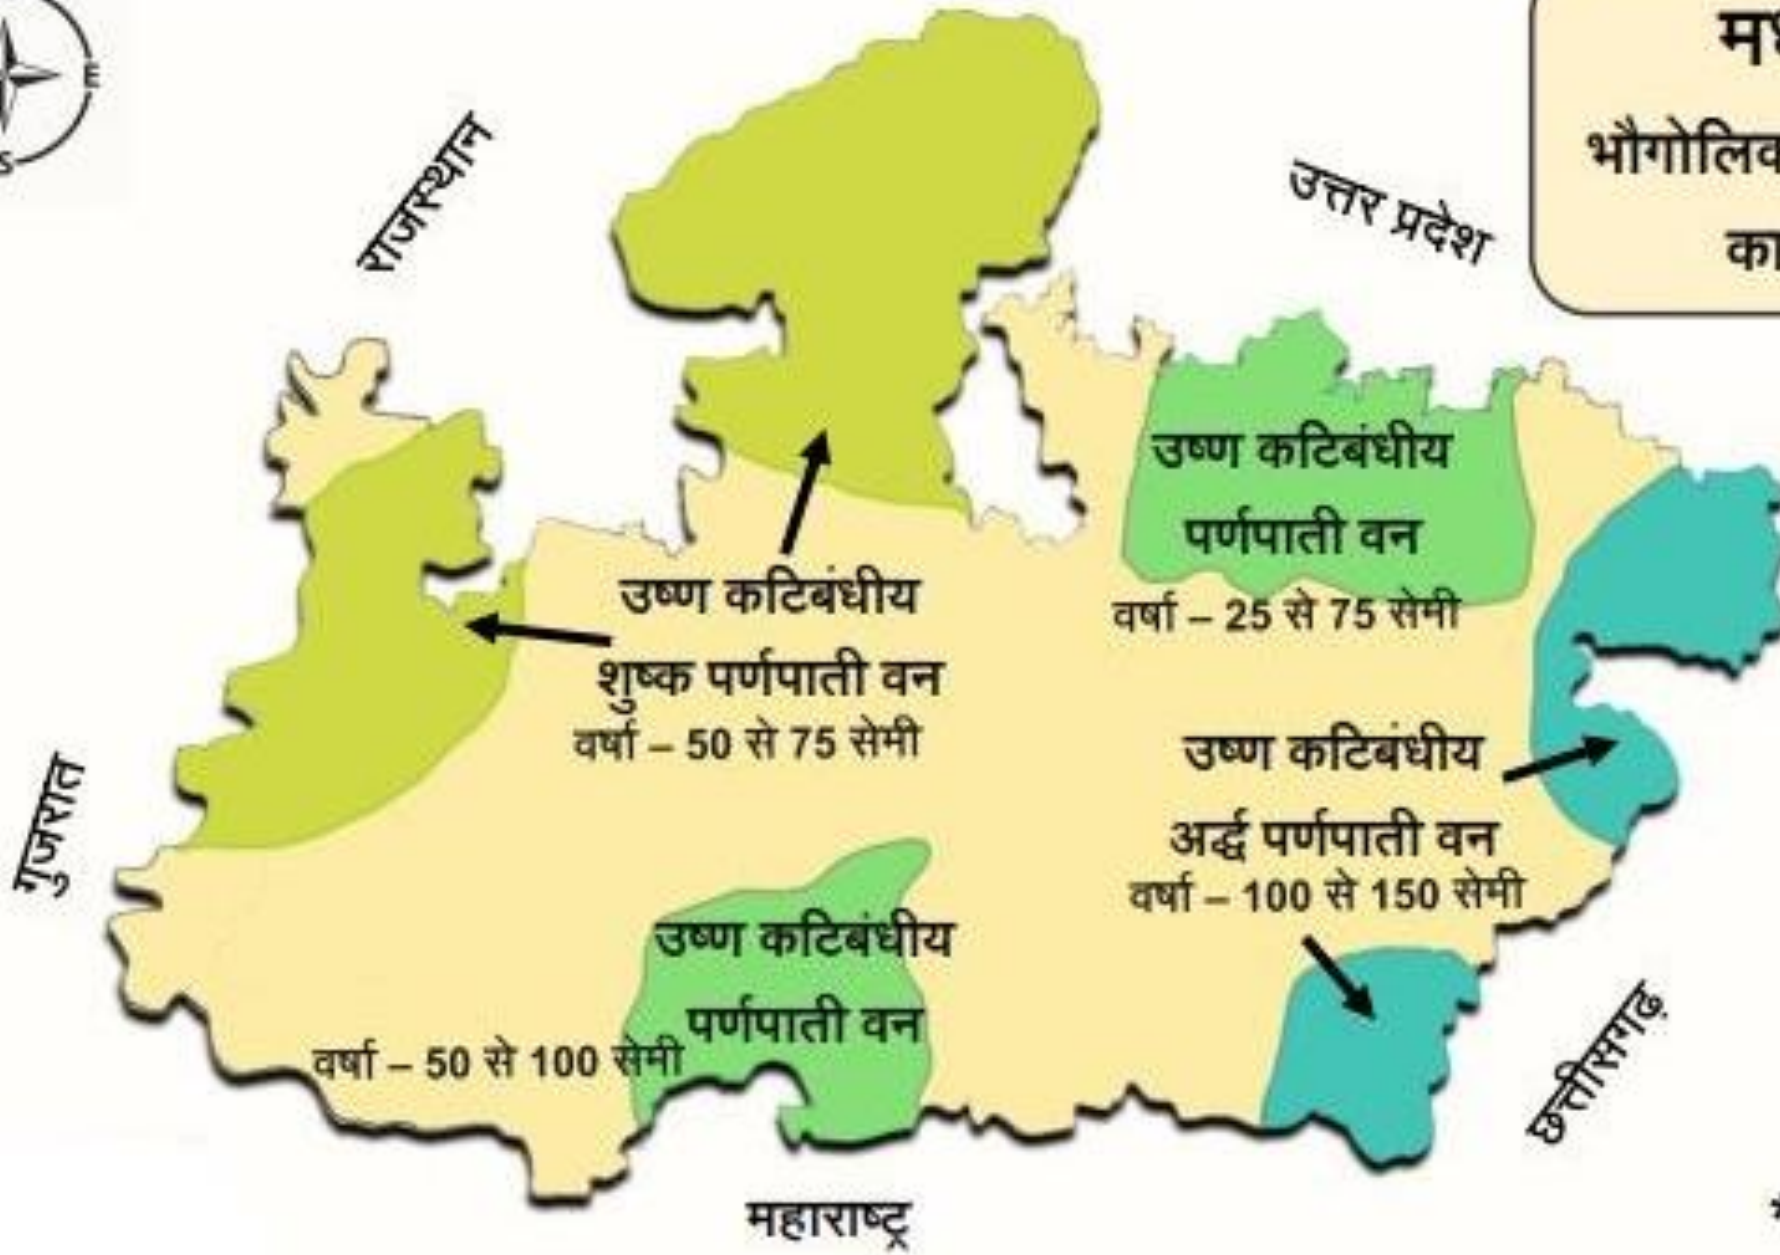 E
S
मध
भौगोलिक
का
राजस्थान
उत्तर प्रदेश
उष्ण कटिबंधीय
पर्णपाती वन
वर्षा – 25 से 75 सेमी
उष्ण कटिबंधीय
शुष्क पर्णपाती वन
वर्षा – 50 से 75 सेमी
उष्ण कटिबंधीय
अर्द्ध पर्णपाती वन
वर्षा – 100 से 150 सेमी
गुजरात
उष्ण कटिबंधीय
पर्णपाती वन
वर्षा – 50 से 100 सेमी
छत्तीसगढ़
महाराष्ट्र